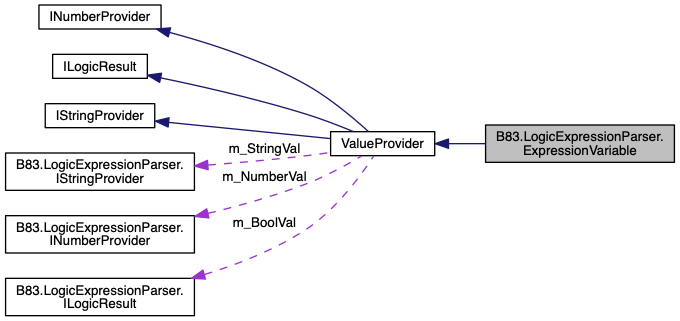 INumberProvider
ILogicResult
IStringProvider
B83.LogicExpressionParser.
IStringProvider
B83.LogicExpressionParser.
INumberProvider
B83.LogicExpressionParser.
ILogicResult
m_StringVal
m_NumberVal
m_BoolVal
ValueProvider
B83.LogicExpressionParser.
ExpressionVariable